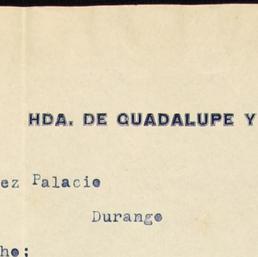 HDA. DE GUADALUPE Y
ez Palacio
Durango
ho;